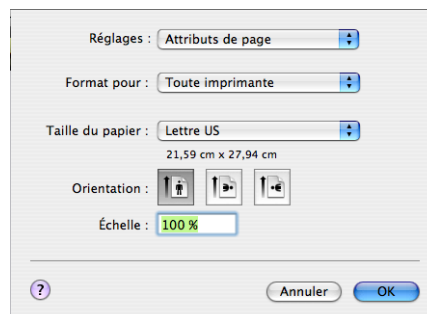 Réglages : Attributs de page
Format pour : Toute imprimante
Taille du papier : Lettre US
21,59 cm x 27,94 cm
Orientation :
Échelle : 100 %
? Annuler OK